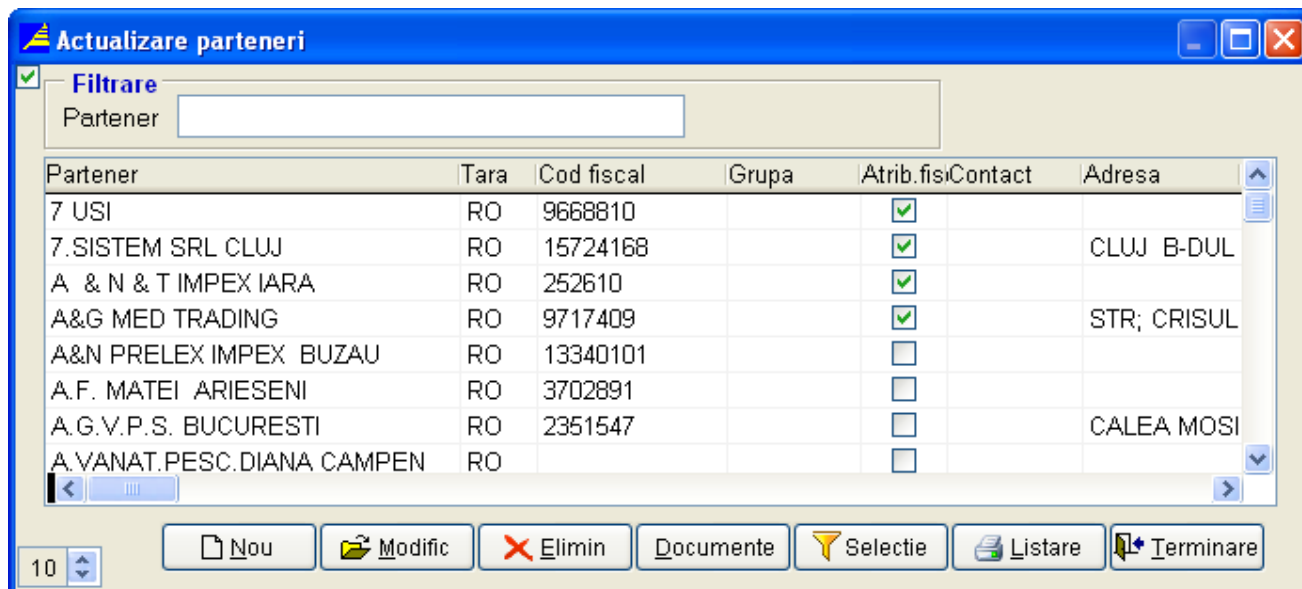 Actualizare parteneri
Filtrare
Partener
Partener Tara Cod fiscal Grupa Atrib.fis Contact Adresa
7 USI RO 9668810
7.SISTEM SRL CLUJ RO 15724168 CLUJ B-DUL
A & N & T IMPEX IARA RO 252610
A&G MED TRADING RO 9717409 STR; CRISUL
A&N PRELEX IMPEX BUZAU RO 13340101
A.F. MATEI ARIESENI RO 3702891
A.G.V.P.S. BUCURESTI RO 2351547 CALEA MOSI
A.VANAT.PESC.DIANA CAMPEN RO
Nou Modific Elimin Documente Selectie Listare Terminare
10